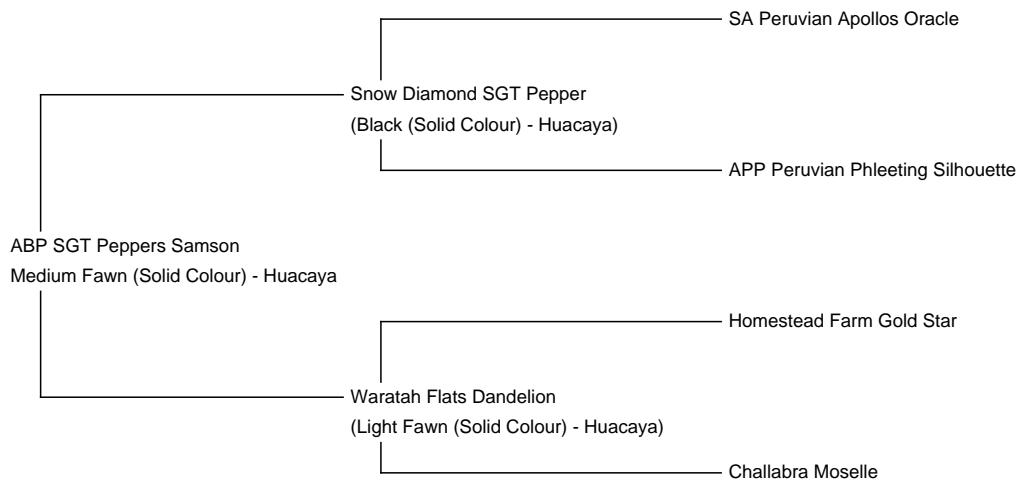 SA Peruvian Apollos Oracle
Snow Diamond SGT Pepper
(Black (Solid Colour) - Huacaya)
APP Peruvian Phleeting Silhouette
ABP SGT Peppers Samson
Medium Fawn (Solid Colour) - Huacaya
Homestead Farm Gold Star
Waratah Flats Dandelion
(Light Fawn (Solid Colour) - Huacaya)
Challabra Moselle